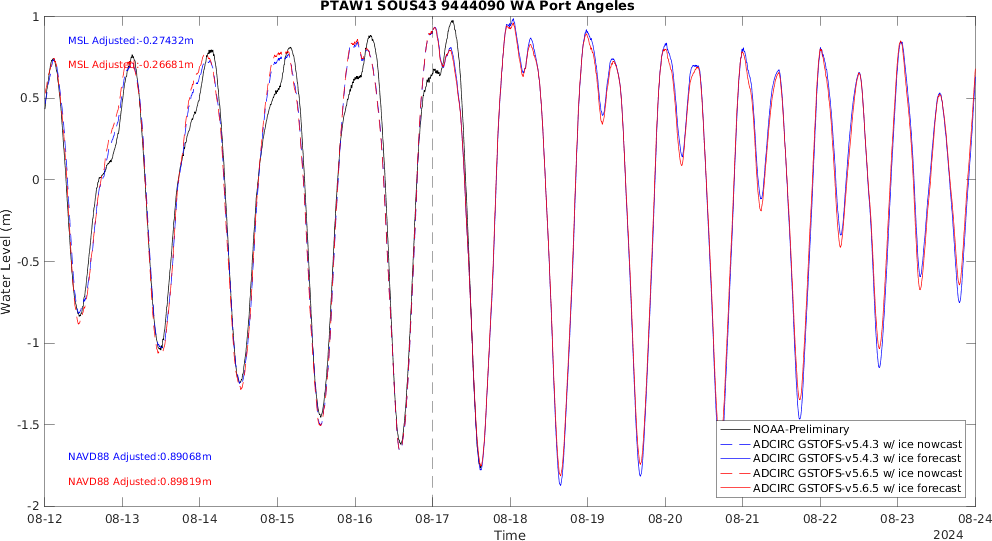 PTAW1 SOUS43 9444090 WA Port Angeles
MSL Adjusted:-0.27432m
MSL Adjusted:-0.26681m
NAVD88 Adjusted:0.89068m
NAVD88 Adjusted:0.89819m
Water Level (m)
1
0.5
0
-0.5
-1
-1.5
-2
NOAA-Preliminary
ADCIRC GSTOFS-v5.4.3 w/ ice nowcast
ADCIRC GSTOFS-v5.4.3 w/ ice forecast
ADCIRC GSTOFS-v5.6.5 w/ ice nowcast
ADCIRC GSTOFS-v5.6.5 w/ ice forecast
08-12 08-13 08-14 08-15 08-16 08-17 08-18 08-19 08-20 08-21 08-22 08-23 08-24
Time
2024